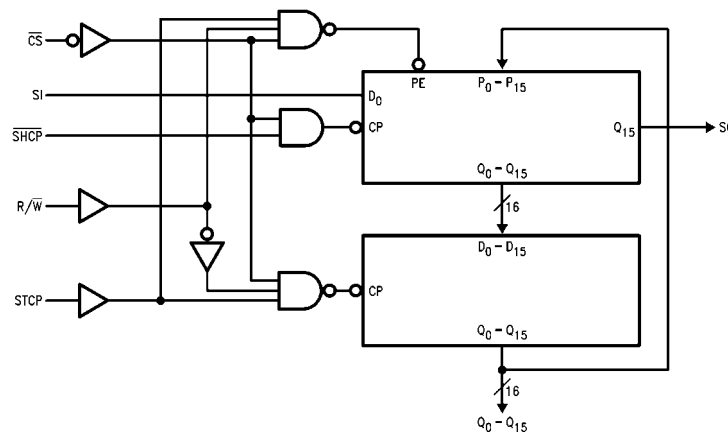 CS
SI
SHCP
R/W
STCP
PE
P0 – P15
D0
CP
Q15
Q0 – Q15
16
D0 – D15
CP
Q0 – Q15
16
Q0 – Q15